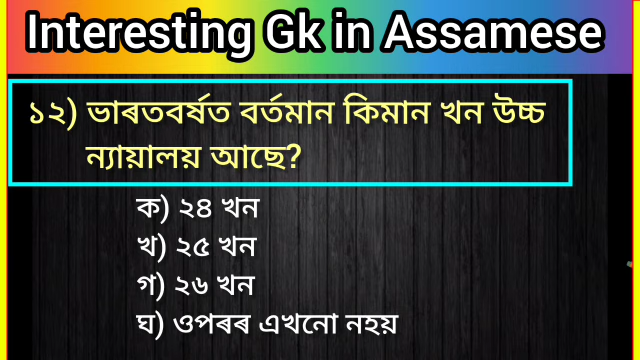 Interesting Gk in Assamese
১২) ভাৰতবৰ্ষত বৰ্তমান কিমান খন উচ্চ
ন্যায়ালয় আছে?
ক) ২৪ খন
খ) ২৫ খন
গ) ২৬ খন
ঘ) ওপৰৰ এখনো নহয়